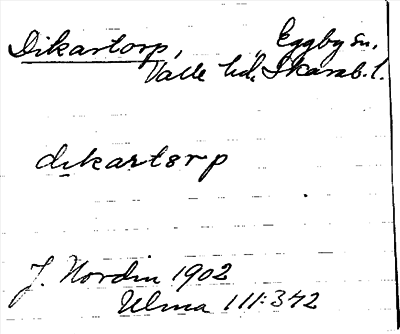 Dikartorp, Eggby sn,
Valle hd, Skarab. l.
dikartorp
J. Nordin 1902
Ulma 111:342